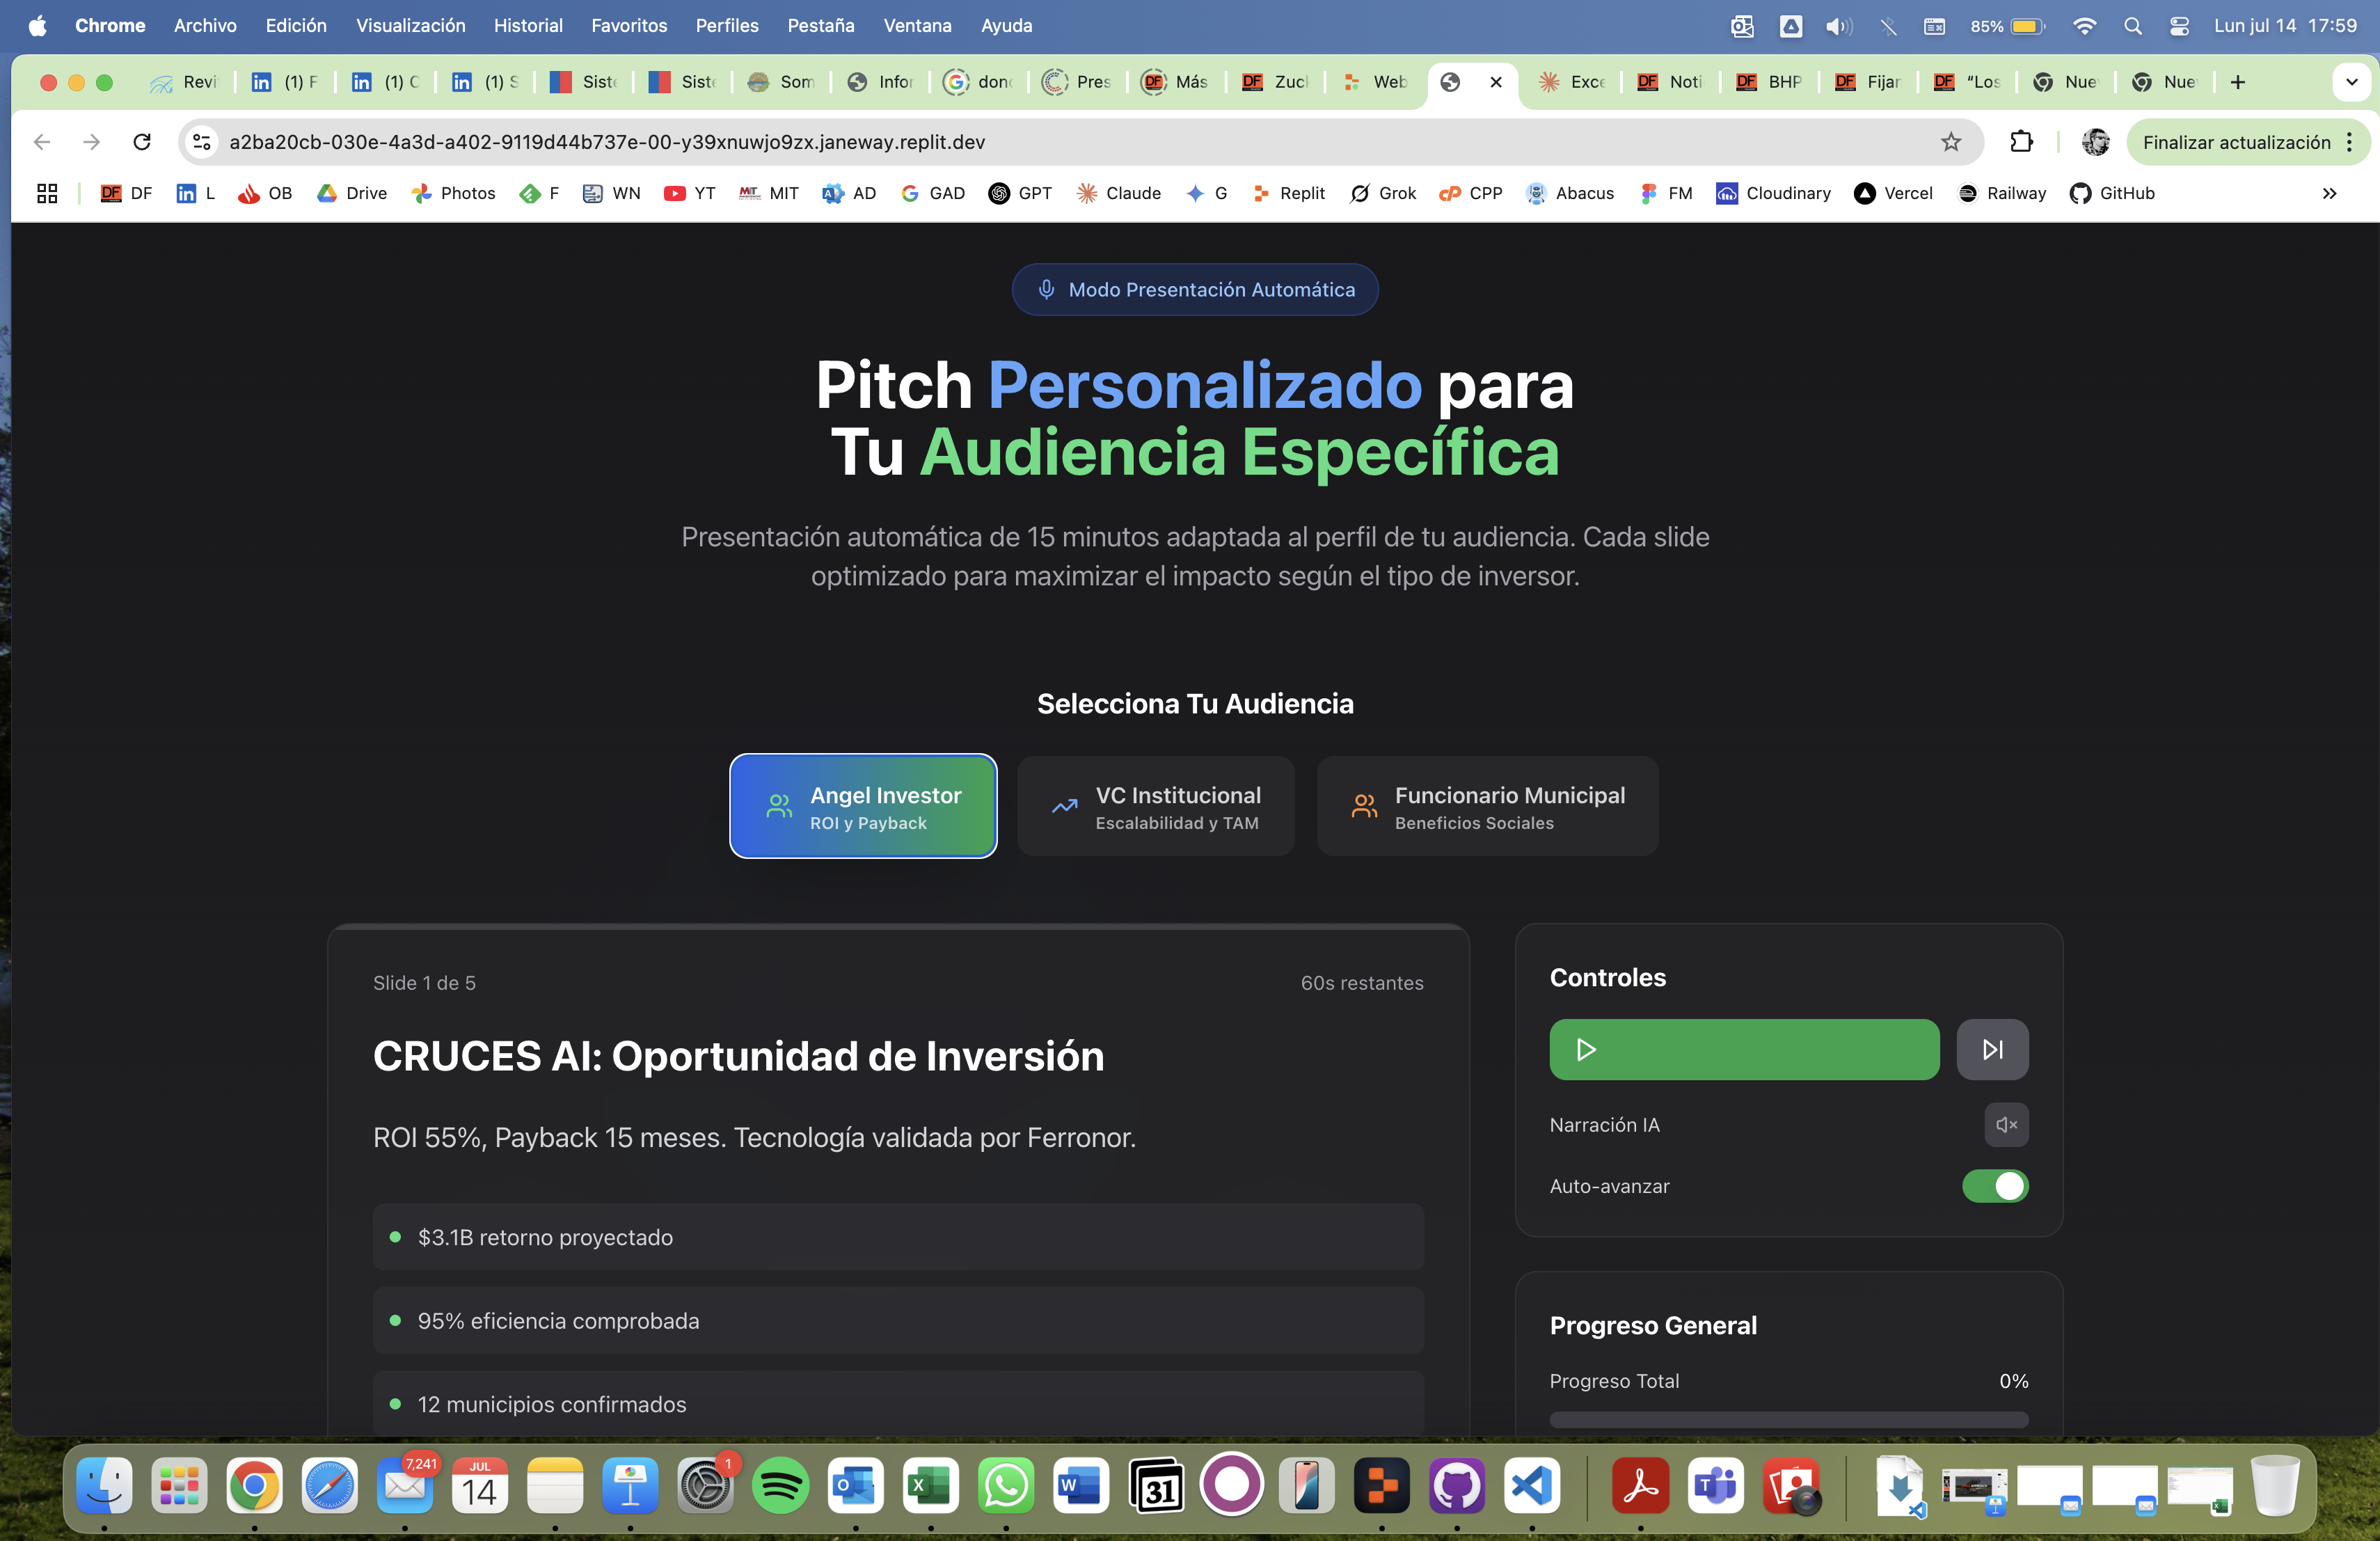 Chrome Archivo Edición Visualización Historial Favoritos Perfiles Pestaña Ventana Ayuda 85% Lun jul 14 17:59
Revi (1) F (1) C (1) S Siste Siste Som Infor dond Pres Más Zuck Web Exce Noti BHP Fijar “Los Nue Nue
a2ba20cb-030e-4a3d-a402-9119d44b737e-00-y39xnuwjo9zx.janeway.replit.dev Finalizar actualización
DF DF L OB Drive Photos F WN YT MIT MIT AD GAD GPT Claude G Replit Grok CPP Abacus FM Cloudinary Vercel Railway GitHub
Modo Presentación Automática
Pitch Personalizado para
Tu Audiencia Específica
Presentación automática de 15 minutos adaptada al perfil de tu audiencia. Cada slide
optimizado para maximizar el impacto según el tipo de inversor.
Selecciona Tu Audiencia
Angel Investor
ROI y Payback
VC Institucional
Escalabilidad y TAM
Funcionario Municipal
Beneficios Sociales
Slide 1 de 5
60s restantes
CRUCES AI: Oportunidad de Inversión
ROI 55%, Payback 15 meses. Tecnología validada por Ferronor.
$3.1B retorno proyectado
95% eficiencia comprobada
12 municipios confirmados
Controles
Narración IA
Auto-avanzar
Progreso General
Progreso Total 0%
7,241
JUL
14
1
31